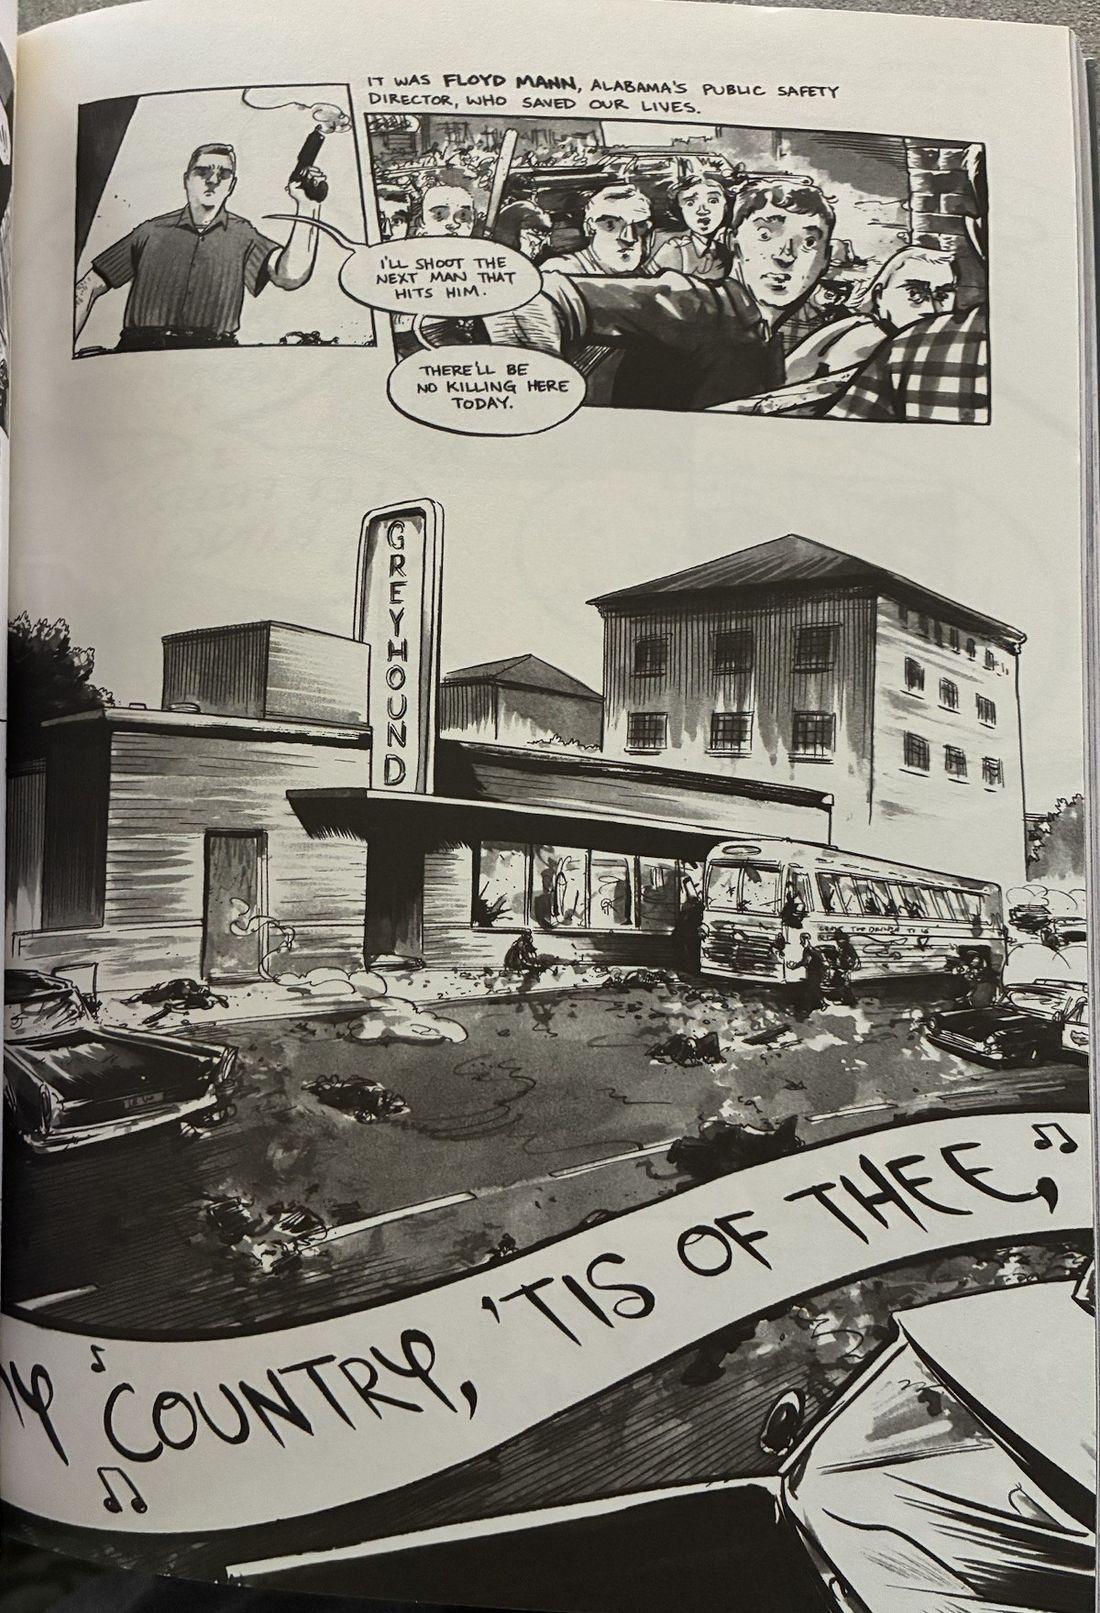 IT WAS FLOYD MANN, ALABAMA'S PUBLIC SAFETY
DIRECTOR, WHO SAVED OUR LIVES.
I'LL SHOOT THE
NEXT MAN THAT
HITS HIM.
THERE'LL BE
NO KILLING HERE
TODAY.
GREYHOUND
COUNTRY, 'TIS OF THEE,